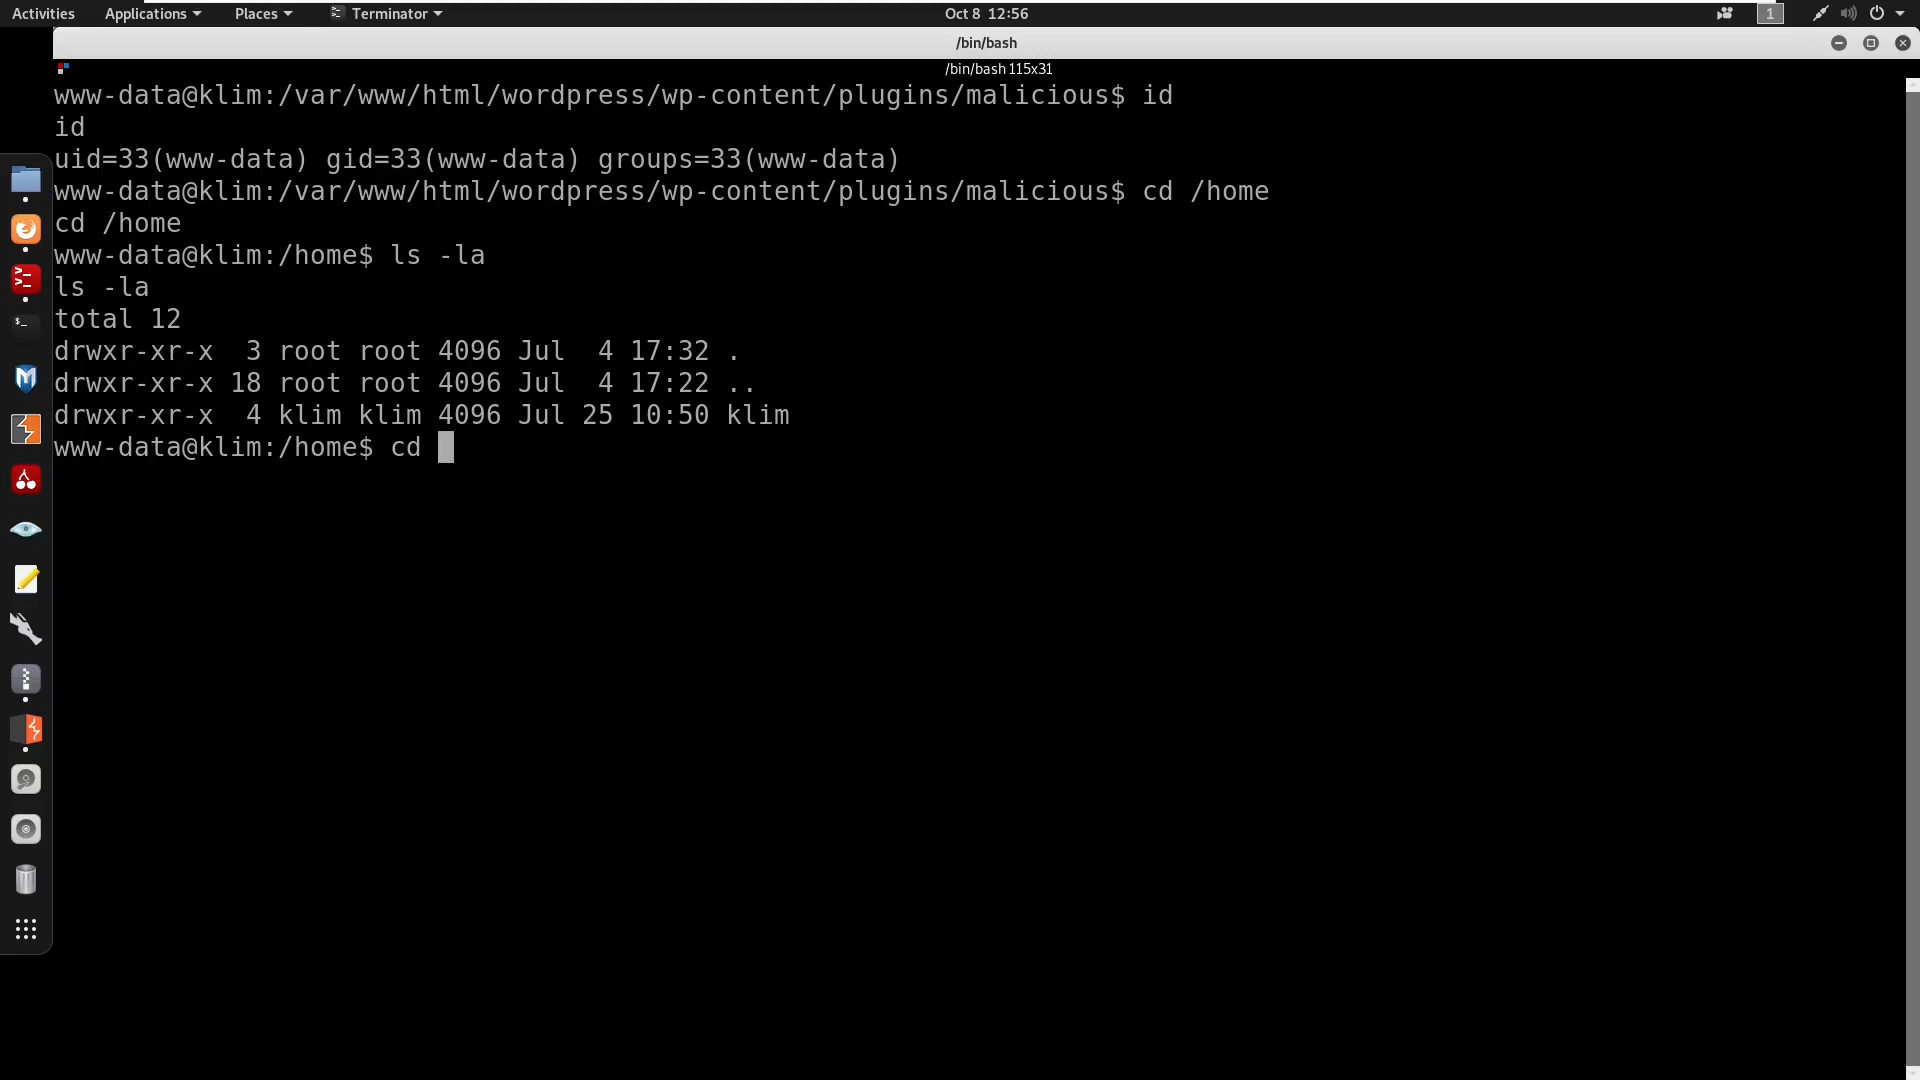 Activities Applications Places Terminator Oct 8 12:56 1
/bin/bash
/bin/bash 115x31
www-data@klim:/var/www/html/wordpress/wp-content/plugins/malicious$ id
id
uid=33(www-data) gid=33(www-data) groups=33(www-data)
www-data@klim:/var/www/html/wordpress/wp-content/plugins/malicious$ cd /home
cd /home
www-data@klim:/home$ ls -la
ls -la
total 12
drwxr-xr-x  3 root root 4096 Jul  4 17:32 .
drwxr-xr-x 18 root root 4096 Jul  4 17:22 ..
drwxr-xr-x  4 klim klim 4096 Jul 25 10:50 klim
www-data@klim:/home$ cd